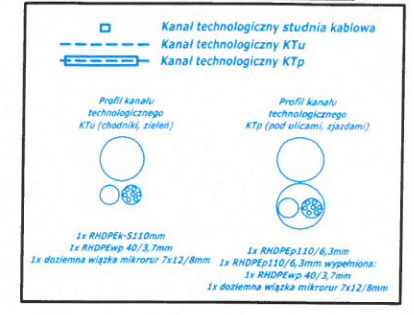 Kanał technologiczny studnia kablowa
Kanał technologiczny KTu
Kanał technologiczny KTp
Profil kanału
technologicznego
KTu (chodniki, zieleń)
1x RHDPEk-S110mm
1x RHDPEwp 40/3,7mm
1x doziemna wiązka mikrorur 7x12/8mm
Profil kanału
technologicznego
KTp (pod ulicami, zjazdami)
1x RHDPEp110/6,3mm
1x RHDPEp110/6,3mm wypełniona:
1x RHDPEwp 40/3,7mm
1x doziemna wiązka mikrorur 7x12/8mm